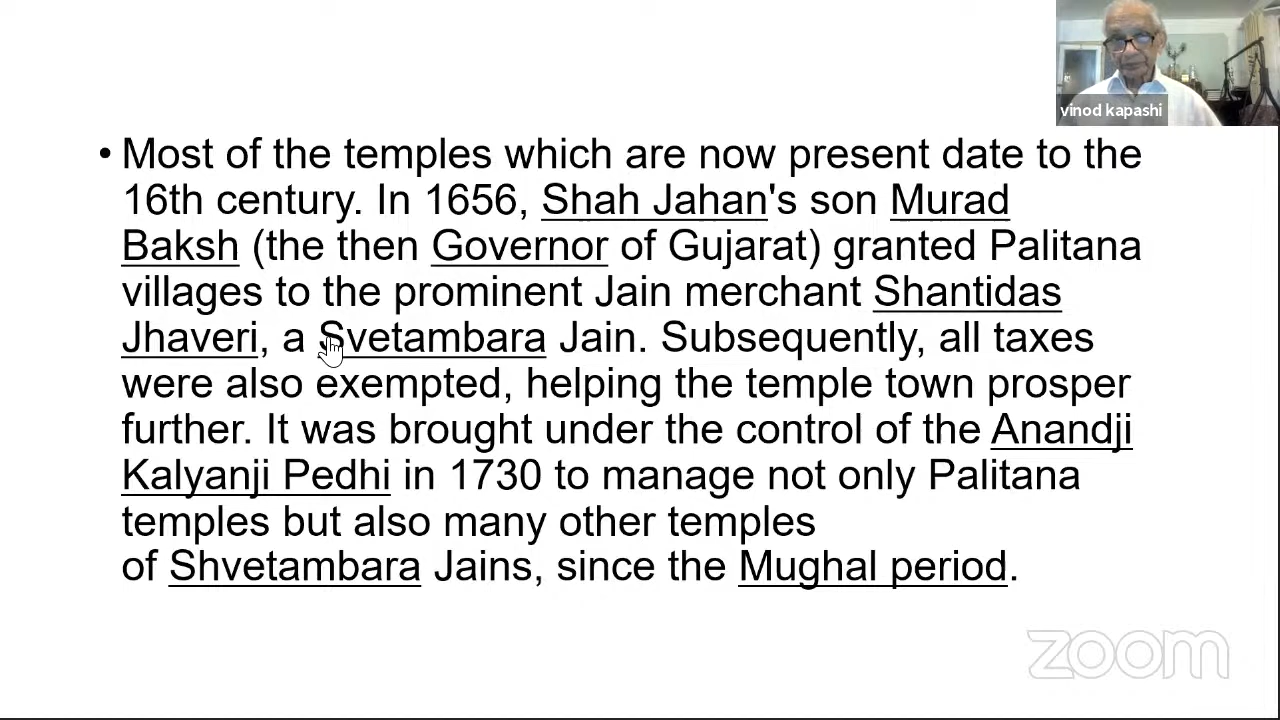 vinod kapashi
• Most of the temples which are now present date to the
16th century. In 1656, Shah Jahan's son Murad
Baksh (the then Governor of Gujarat) granted Palitana
villages to the prominent Jain merchant Shantidas
Jhaveri, a Svetambara Jain. Subsequently, all taxes
were also exempted, helping the temple town prosper
further. It was brought under the control of the Anandji
Kalyanji Pedhi in 1730 to manage not only Palitana
temples but also many other temples
of Shvetambara Jains, since the Mughal period.
zoom